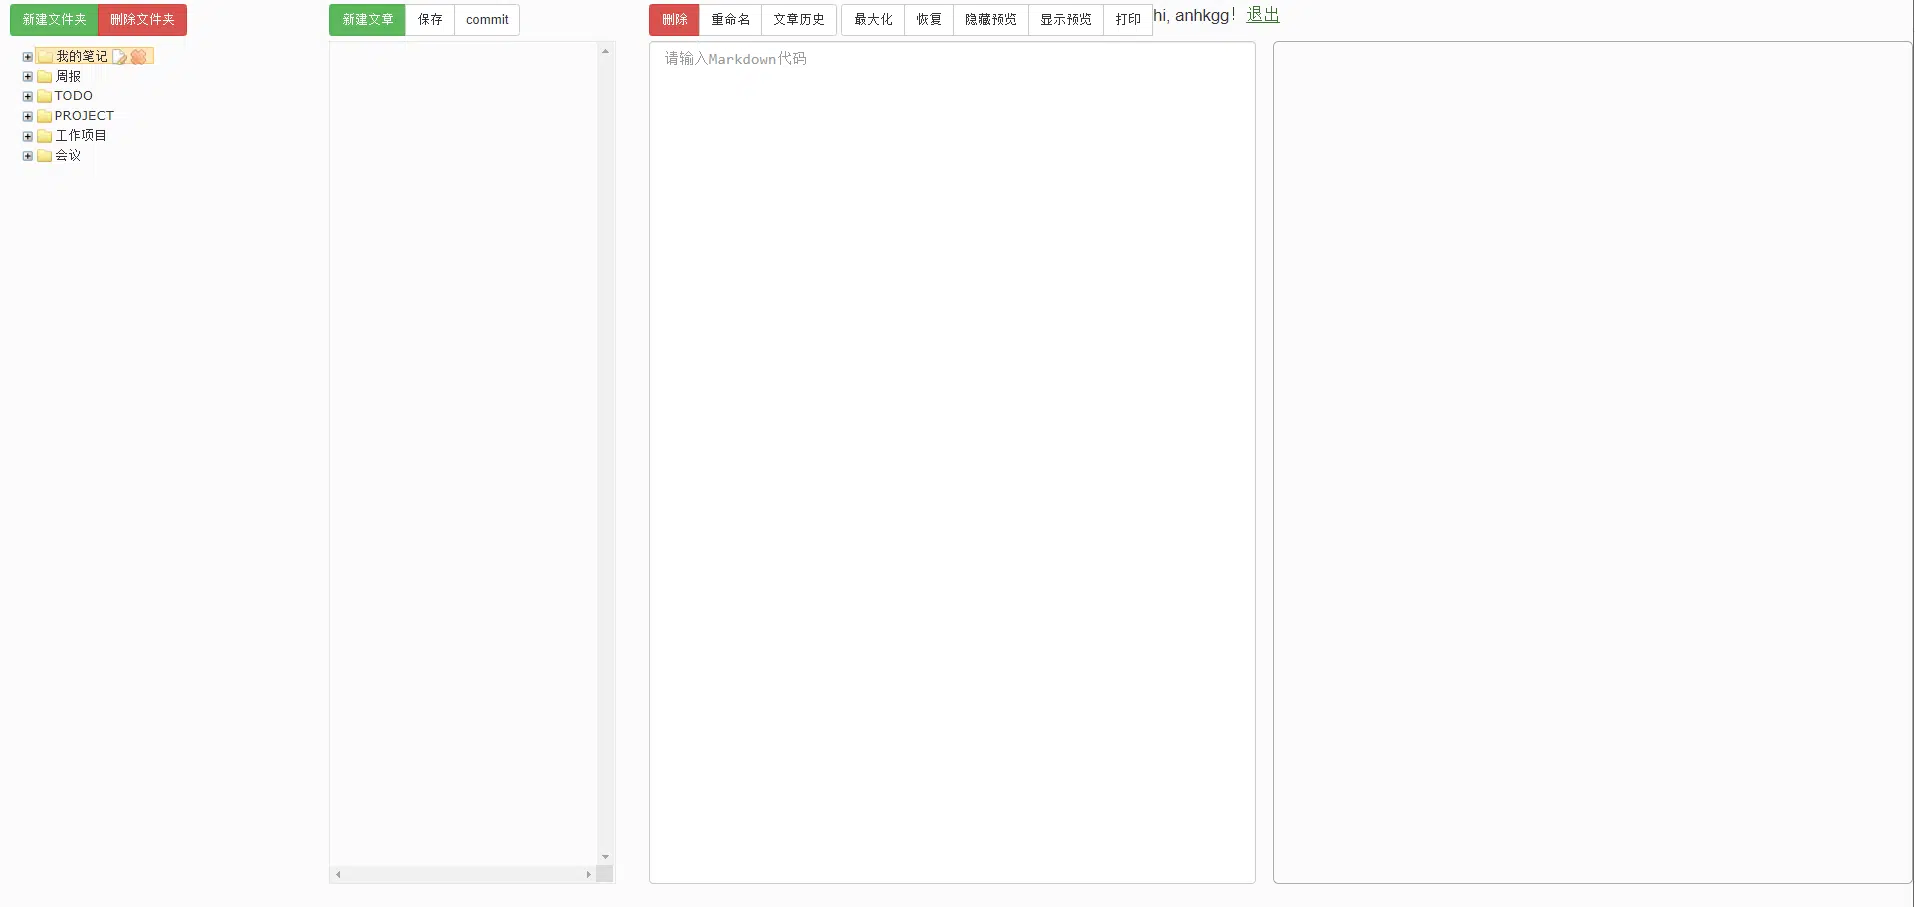 新建文件夹 删除文件夹 新建文章 保存 commit 删除 重命名 文章历史 最大化 恢复 隐藏预览 显示预览 打印 hi, anhkgg！ 退出
我的笔记
周报
TODO
PROJECT
工作项目
会议
请输入Markdown代码